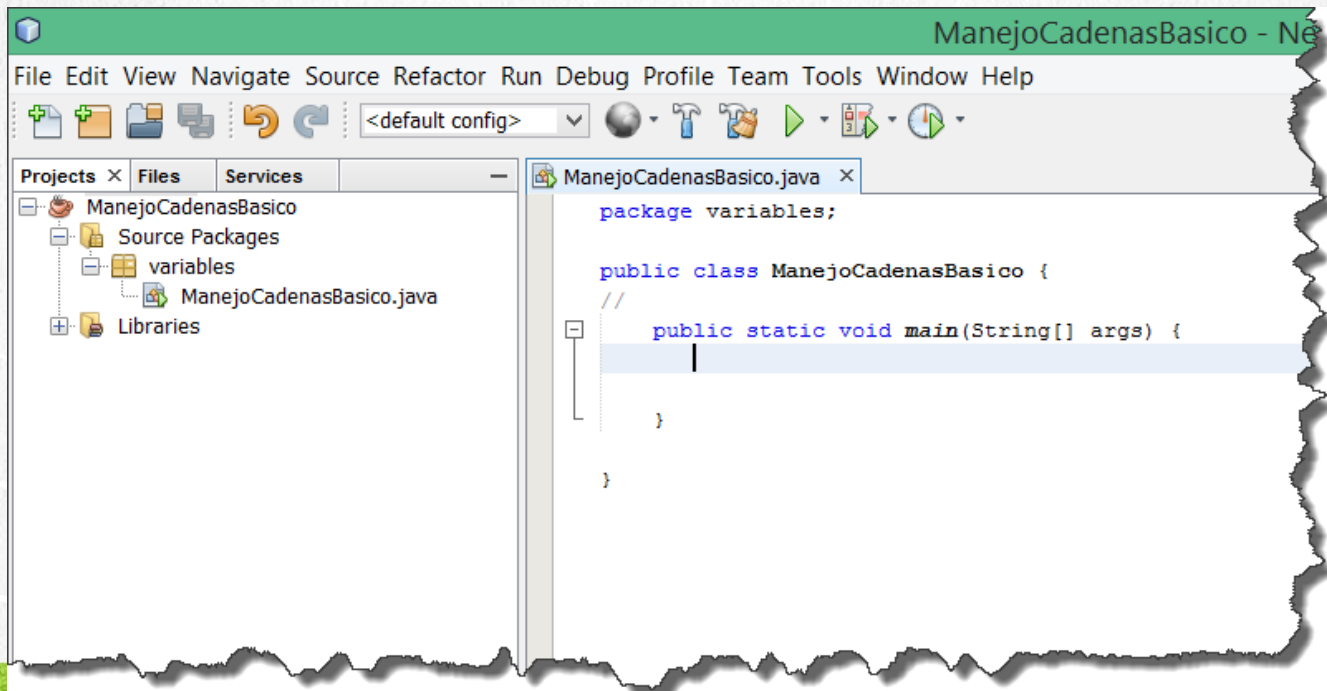 ManejoCadenasBasico - Ne
File Edit View Navigate Source Refactor Run Debug Profile Team Tools Window Help
<default config>
Projects Files Services
ManejoCadenasBasico
Source Packages
variables
ManejoCadenasBasico.java
Libraries
ManejoCadenasBasico.java
package variables;
public class ManejoCadenasBasico {
//
public static void main(String[] args) {
}
}